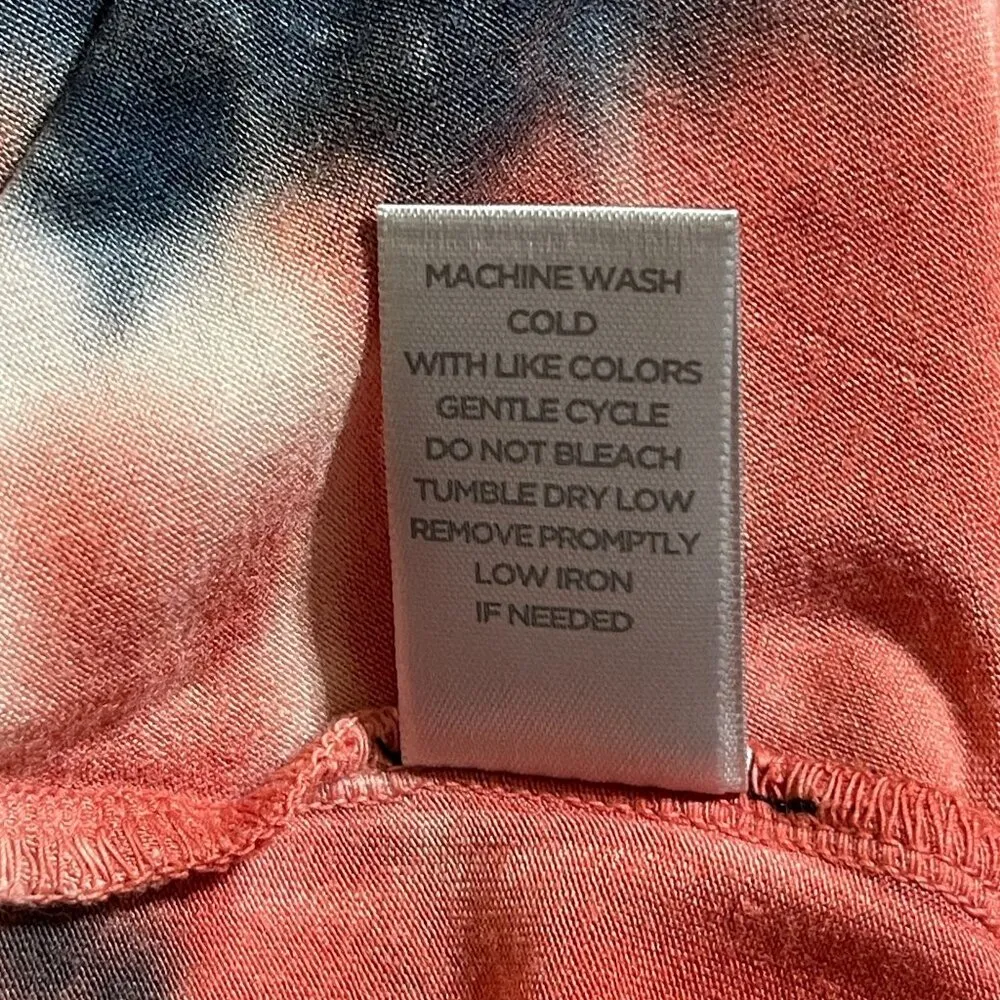 MACHINE WASH
COLD
WITH LIKE COLORS
GENTLE CYCLE
DO NOT BLEACH
TUMBLE DRY LOW
REMOVE PROMPTLY
LOW IRON
IF NEEDED